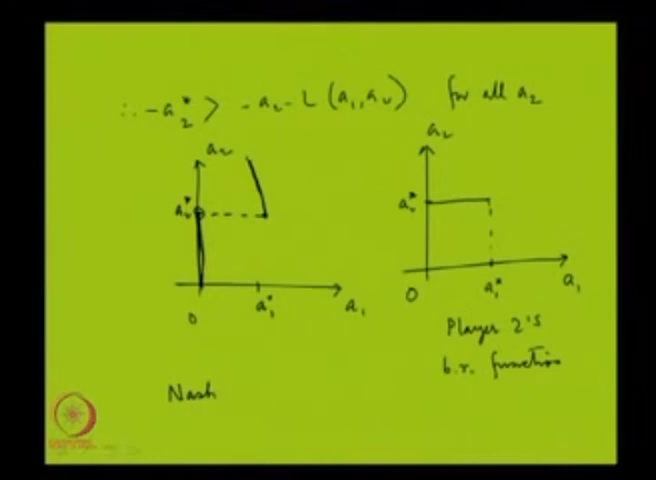 ∴ -a₂* > -a₂ - L (a₁, a₂) for all a₂
a₂
a₂*
0
a₁*
a₁
a₂
a₂*
0
a₁*
a₁
Player 2's
b.r. function
Nash